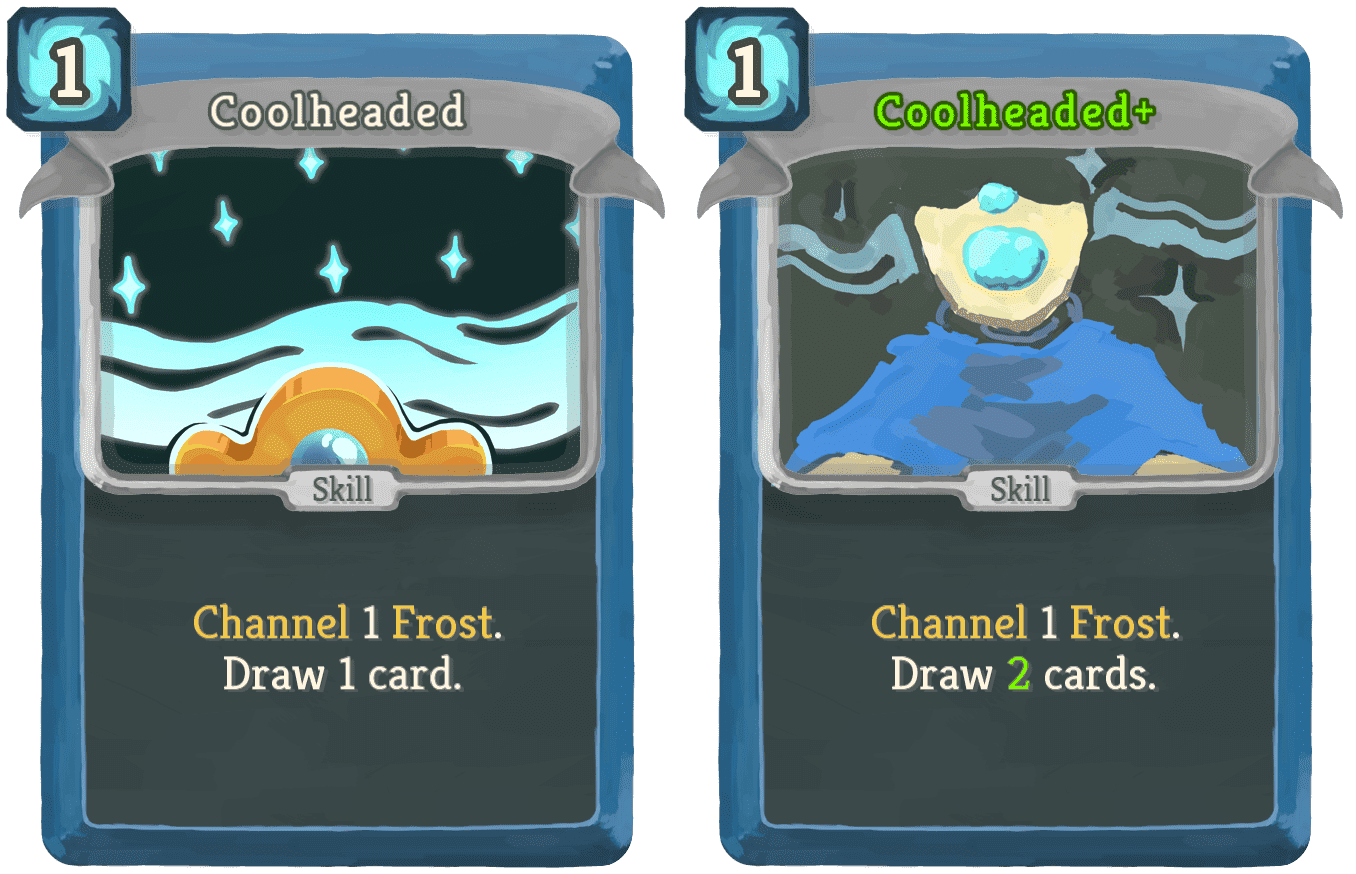 1
Coolheaded
Skill
Channel 1 Frost.
Draw 1 card.
1
Coolheaded+
Skill
Channel 1 Frost.
Draw 2 cards.